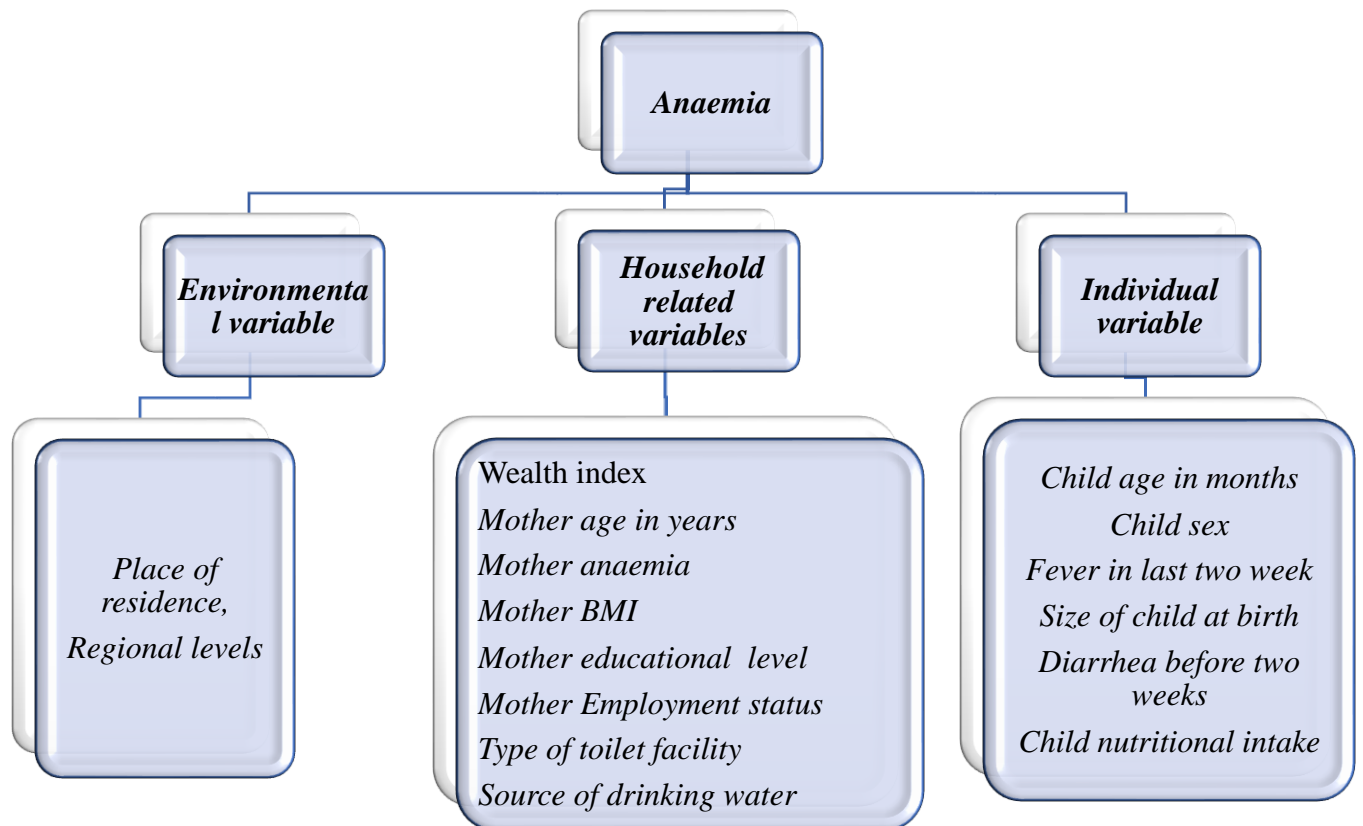 Anaemia
Environmenta
l variable
Household
related
variables
Individual
variable
Place of
residence,
Regional levels
Wealth index
Mother age in years
Mother anaemia
Mother BMI
Mother educational  level
Mother Employment status
Type of toilet facility
Source of drinking water
Child age in months
Child sex
Fever in last two week
Size of child at birth
Diarrhea before two
weeks
Child nutritional intake